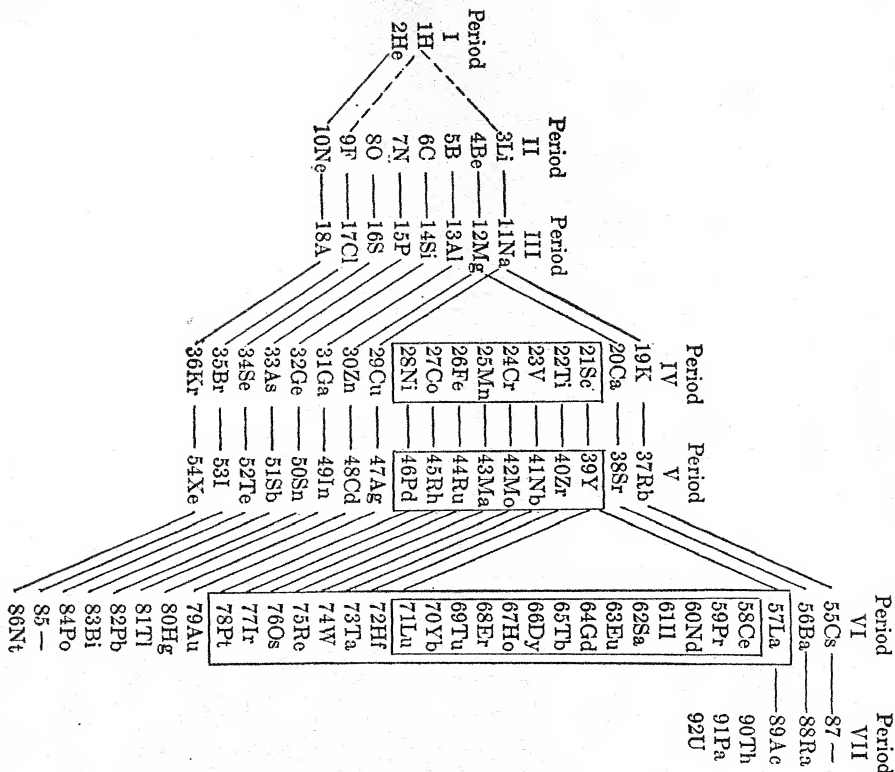 Period
I
1H
2He
Period
II
3Li
4Be
5B
6C
7N
8O
9F
10Ne
Period
III
11Na
12Mg
13Al
14Si
15P
16S
17Cl
18A
Period
IV
19K
20Ca
21Sc
22Ti
23V
24Cr
25Mn
26Fe
27Co
28Ni
29Cu
30Zn
31Ga
32Ge
33As
34Se
35Br
36Kr
Period
V
37Rb
38Sr
39Y
40Zr
41Nb
42Mo
43Ma
44Ru
45Rh
46Pd
47Ag
48Cd
49In
50Sn
51Sb
52Te
53I
54Xe
Period
VI
55Cs
56Ba
57La
58Ce
59Pr
60Nd
61Il
62Sa
63Eu
64Gd
65Tb
66Dy
67Ho
68Er
69Tu
70Yb
71Lu
72Hf
73Ta
74W
75Re
76Os
77Ir
78Pt
79Au
80Hg
81Tl
82Pb
83Bi
84Po
85—
86Nt
Period
VII
87—
88Ra
89Ac
90Th
91Pa
92U